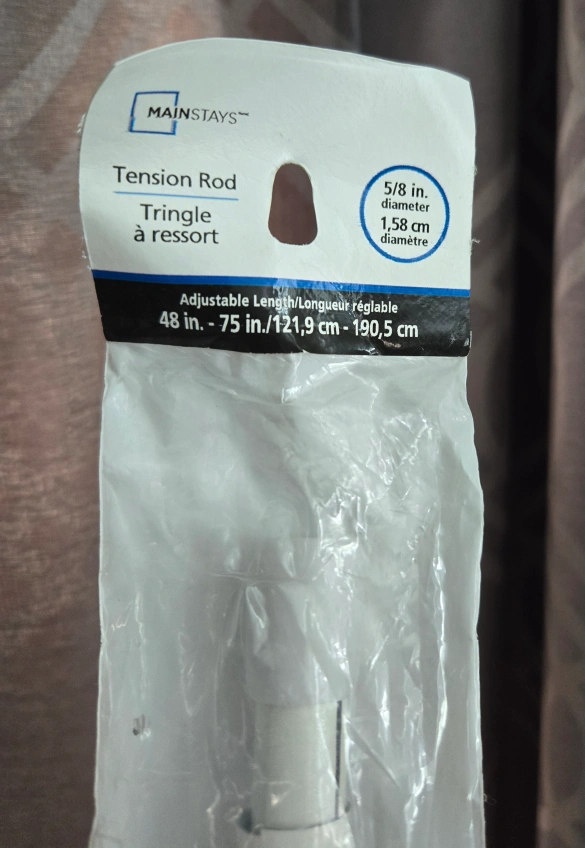 MAINSTAYS™
Tension Rod
Tringle
à ressort
5/8 in.
diameter
1,58 cm
diamètre
Adjustable Length/Longueur réglable
48 in. - 75 in./121,9 cm - 190,5 cm